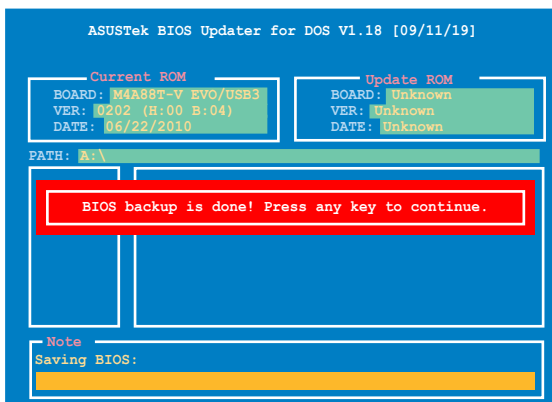 ASUSTek BIOS Updater for DOS V1.18 [09/11/19]
Current ROM
BOARD: M4A88T-V EVO/USB3
VER: 0202 (H:00 B:04)
DATE: 06/22/2010
Update ROM
BOARD: Unknown
VER: Unknown
DATE: Unknown
PATH: A:\
BIOS backup is done! Press any key to continue.
Note
Saving BIOS: